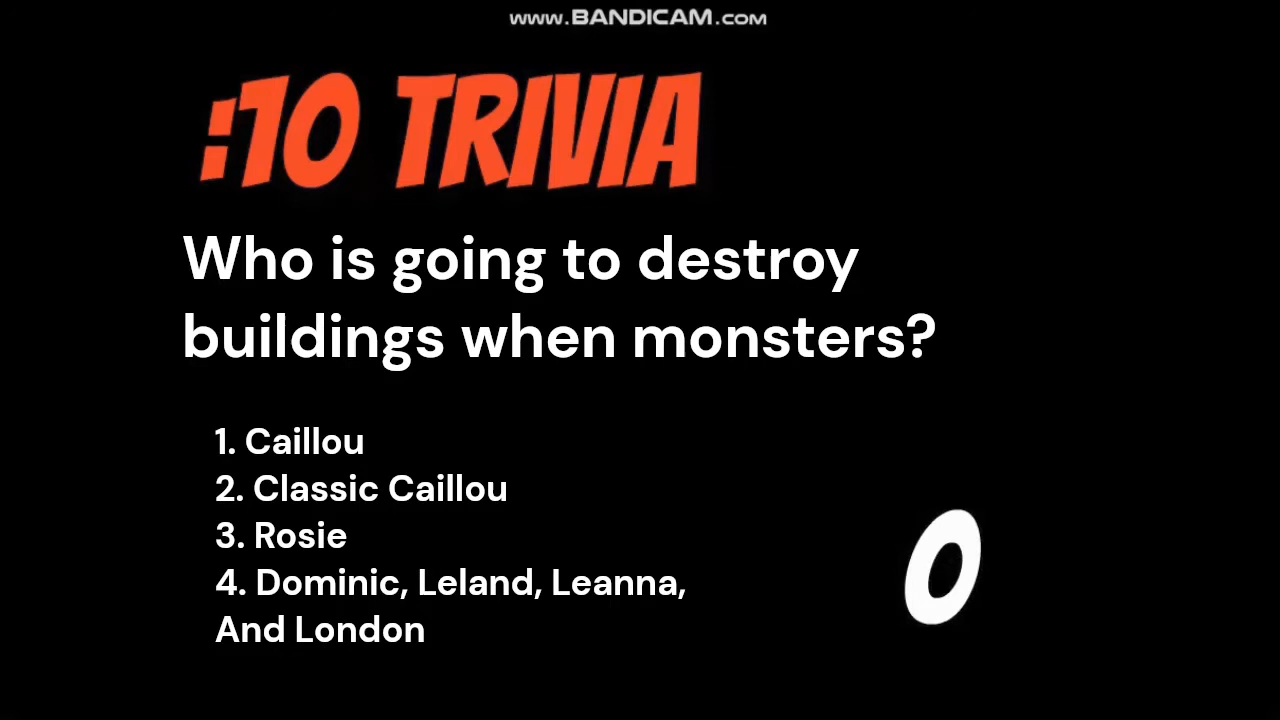 www.BANDICAM.com
:10 TRIVIA
Who is going to destroy
buildings when monsters?
1. Caillou
2. Classic Caillou
3. Rosie
4. Dominic, Leland, Leanna,
And London
0